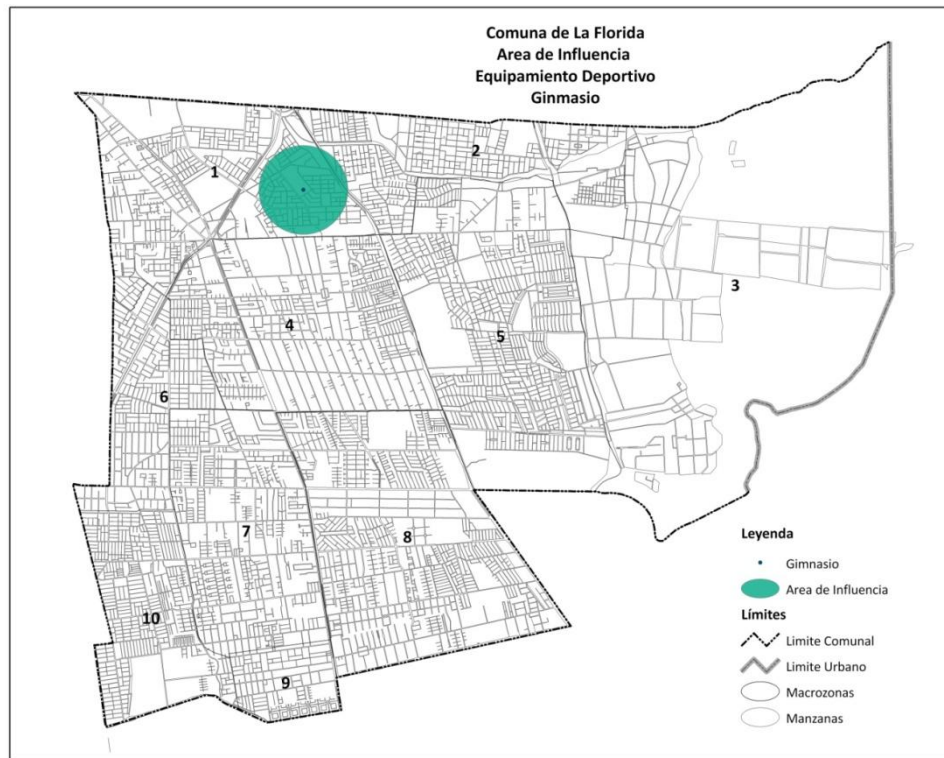 Comuna de La Florida
Area de Influencia
Equipamiento Deportivo
Ginmasio
2
1
3
4
5
6
7
8
10
9
Leyenda
Gimnasio
Area de Influencia
Límites
Limite Comunal
Limite Urbano
Macrozonas
Manzanas